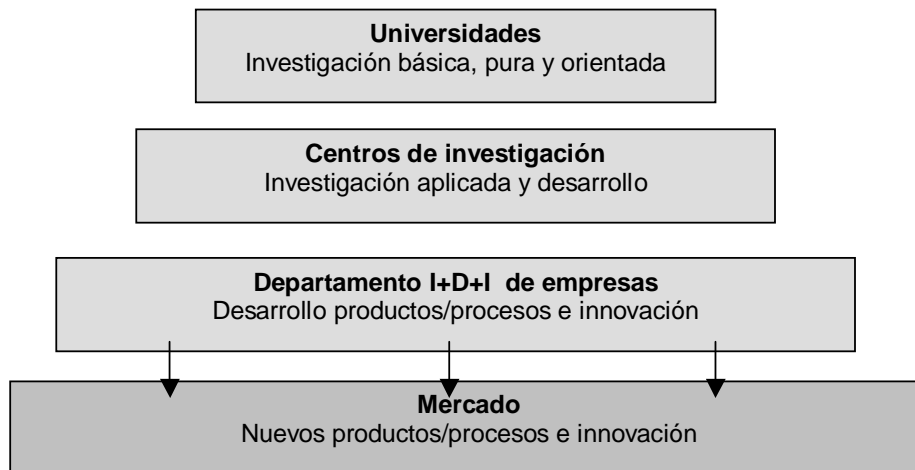 Universidades
Investigación básica, pura y orientada
Centros de investigación
Investigación aplicada y desarrollo
Departamento I+D+I de empresas
Desarrollo productos/procesos e innovación
Mercado
Nuevos productos/procesos e innovación